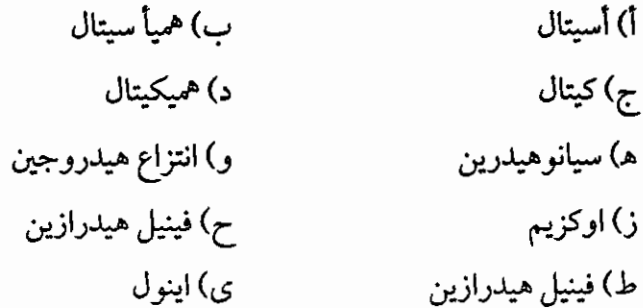 أ) أسيتال ب) هميأ سيتال
ج) كيتال د) هميكيتال
ه) سيانوهيدرين و) انتزاع هيدروجين
ز) اوكزيم ح) فينيل هيدرازين
ط) فينيل هيدرازين ى) اينول